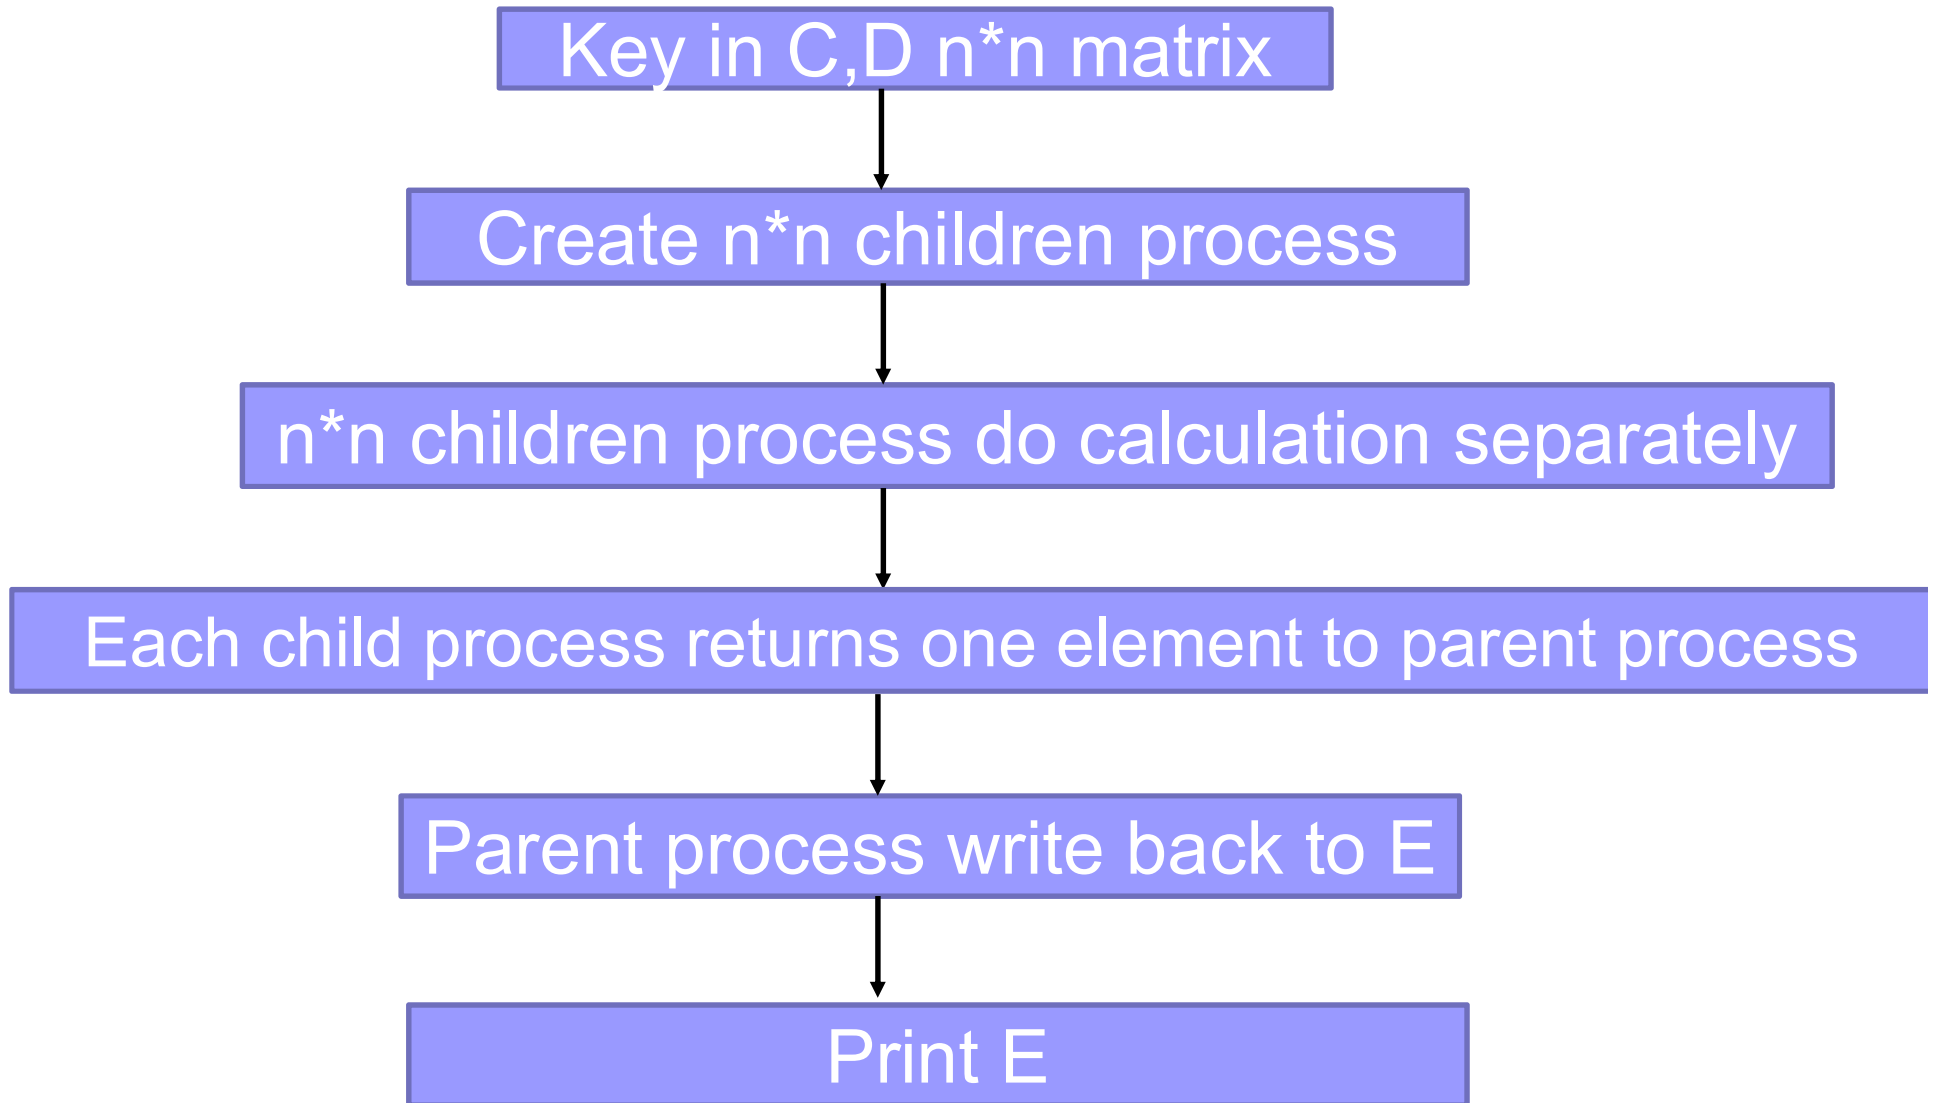 Key in C,D n*n matrix
Create n*n children process
n*n children process do calculation separately
Each child process returns one element to parent process
Parent process write back to E
Print E